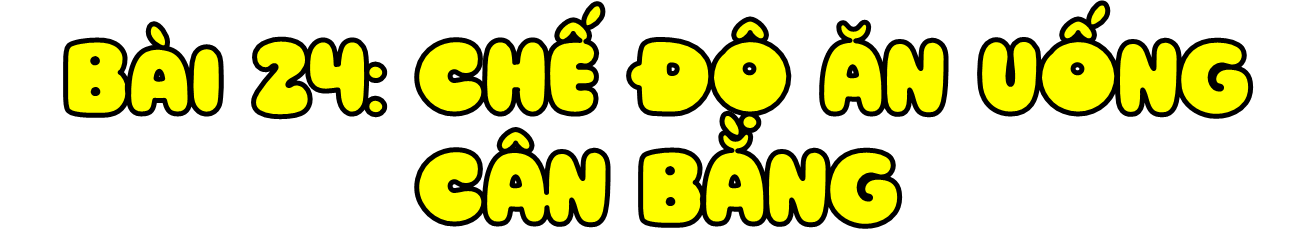 BÀI 24: CHẾ ĐỘ ĂN UỐNG
CÂN BẰNG